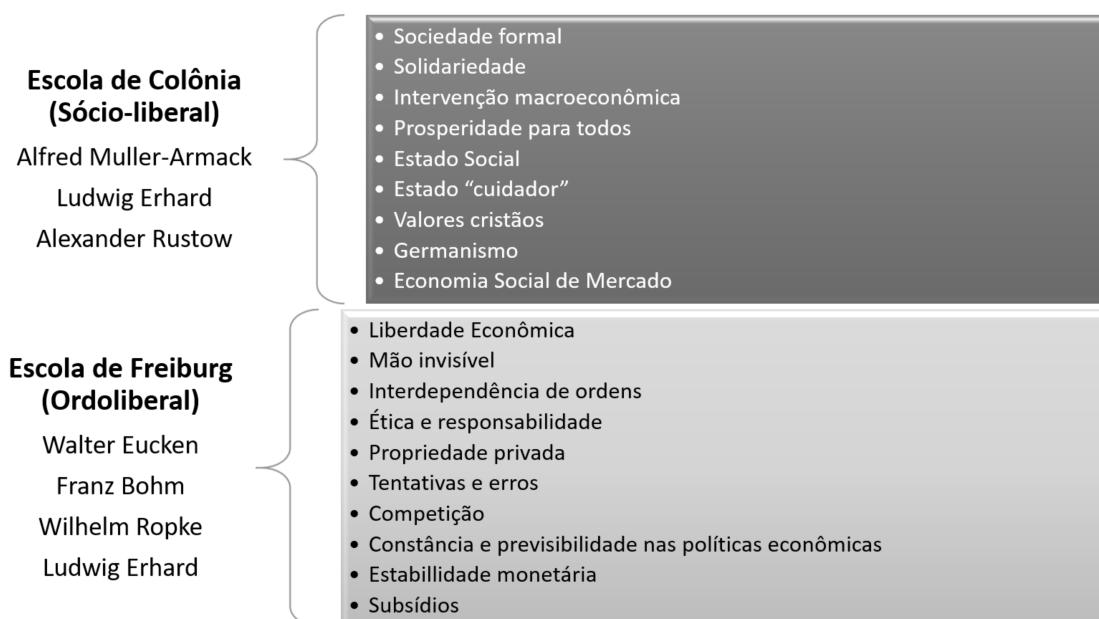 Escola de Colônia
(Sócio-liberal)
Alfred Muller-Armack
Ludwig Erhard
Alexander Rustow
• Sociedade formal
• Solidariedade
• Intervenção macroeconômica
• Prosperidade para todos
• Estado Social
• Estado “cuidador”
• Valores cristãos
• Germanismo
• Economia Social de Mercado
Escola de Freiburg
(Ordoliberal)
Walter Eucken
Franz Bohm
Wilhelm Ropke
Ludwig Erhard
• Liberdade Econômica
• Mão invisível
• Interdependência de ordens
• Ética e responsabilidade
• Propriedade privada
• Tentativas e erros
• Competição
• Constância e previsibilidade nas políticas econômicas
• Estabillidade monetária
• Subsídios